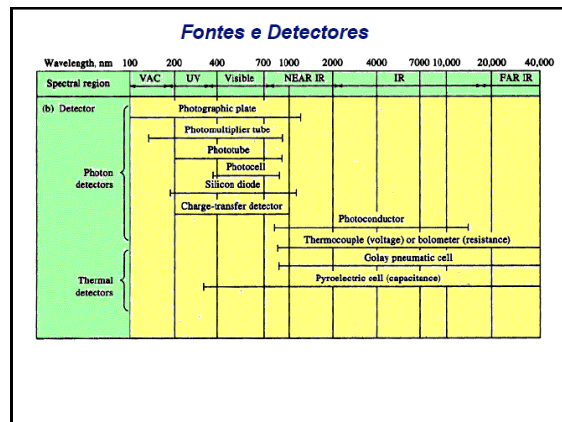 Fontes e Detectores
Wavelength, nm 100 200 400 700 1000 2000 4000 7000 10,000 20,000 40,000
Spectral region VAC UV Visible NEAR IR IR FAR IR
(b) Detector
Photographic plate
Photomultiplier tube
Phototube
Photocell
Photon detectors
Silicon diode
Charge-transfer detector
Photoconductor
Thermocouple (voltage) or bolometer (resistance)
Golay pneumatic cell
Thermal detectors
Pyroelectric cell (capacitance)